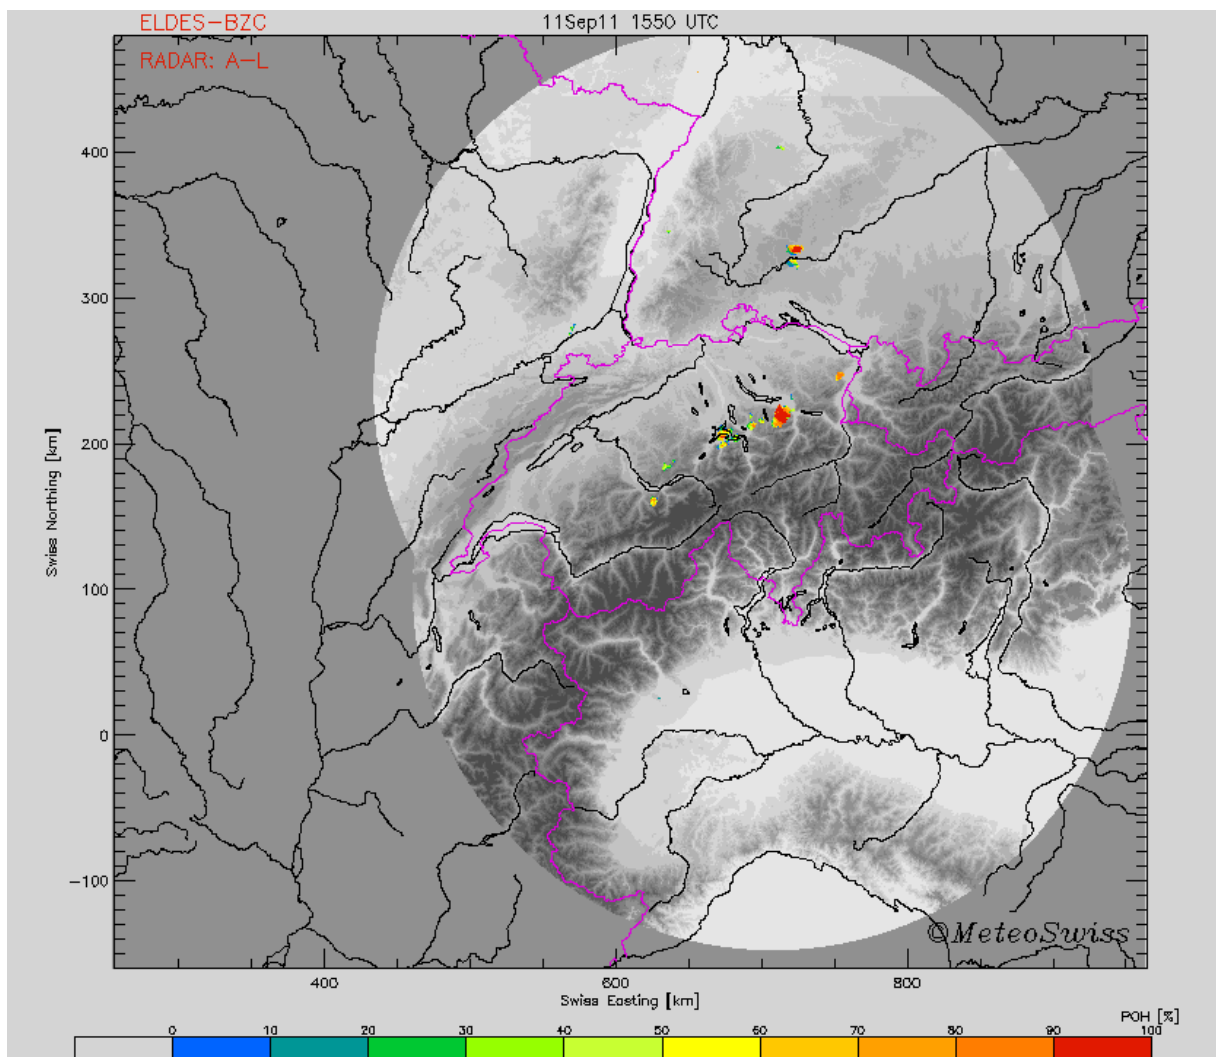 ELDES-BZC
11Sep11 1550 UTC
RADAR: A-L
400
300
200
100
0
-100
Swiss Northing [km]
©MeteoSwiss
400 600 800
Swiss Easting [km]
POH [%]
0 10 20 30 40 50 60 70 80 90 100